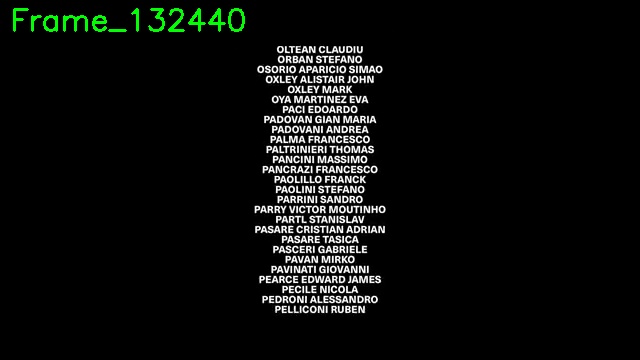 Frame_132440
OLTEAN CLAUDIU
ORBAN STEFANO
OSORIO APARICIO SIMAO
OXLEY ALISTAIR JOHN
OXLEY MARK
OYA MARTINEZ EVA
PACI EDOARDO
PADOVAN GIAN MARIA
PADOVANI ANDREA
PALMA FRANCESCO
PALTRINIERI THOMAS
PANCINI MASSIMO
PANCRAZI FRANCESCO
PAOLILLO FRANCK
PAOLINI STEFANO
PARRINI SANDRO
PARRY VICTOR MOUTINHO
PARTL STANISLAV
PASARE CRISTIAN ADRIAN
PASARE TASICA
PASCERI GABRIELE
PAVAN MIRKO
PAVINATI GIOVANNI
PEARCE EDWARD JAMES
PECILE NICOLA
PEDRONI ALESSANDRO
PELLICONI RUBEN